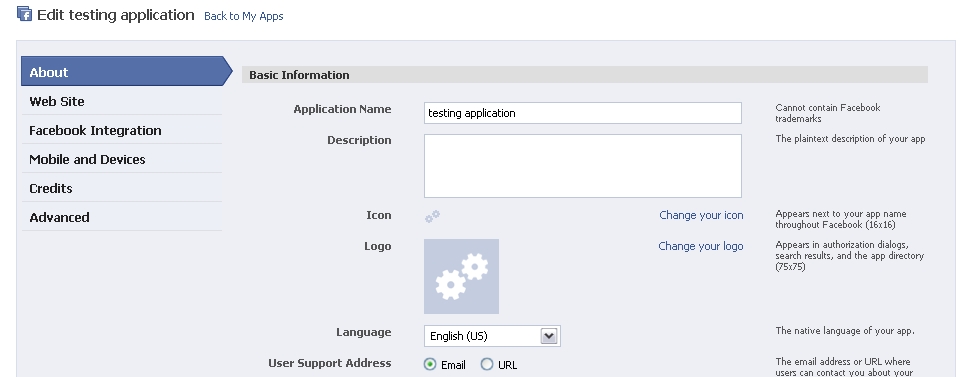 Edit testing application Back to My Apps
About
Web Site
Facebook Integration
Mobile and Devices
Credits
Advanced
Basic Information
Application Name
testing application
Cannot contain Facebook
trademarks
Description
The plaintext description of your app
Icon
Change your icon
Appears next to your app name
throughout Facebook (16x16)
Logo
Change your logo
Appears in authorization dialogs,
search results, and the app directory
(75x75)
Language
English (US)
The native language of your app.
User Support Address
Email
URL
The email address or URL where
users can contact you about your